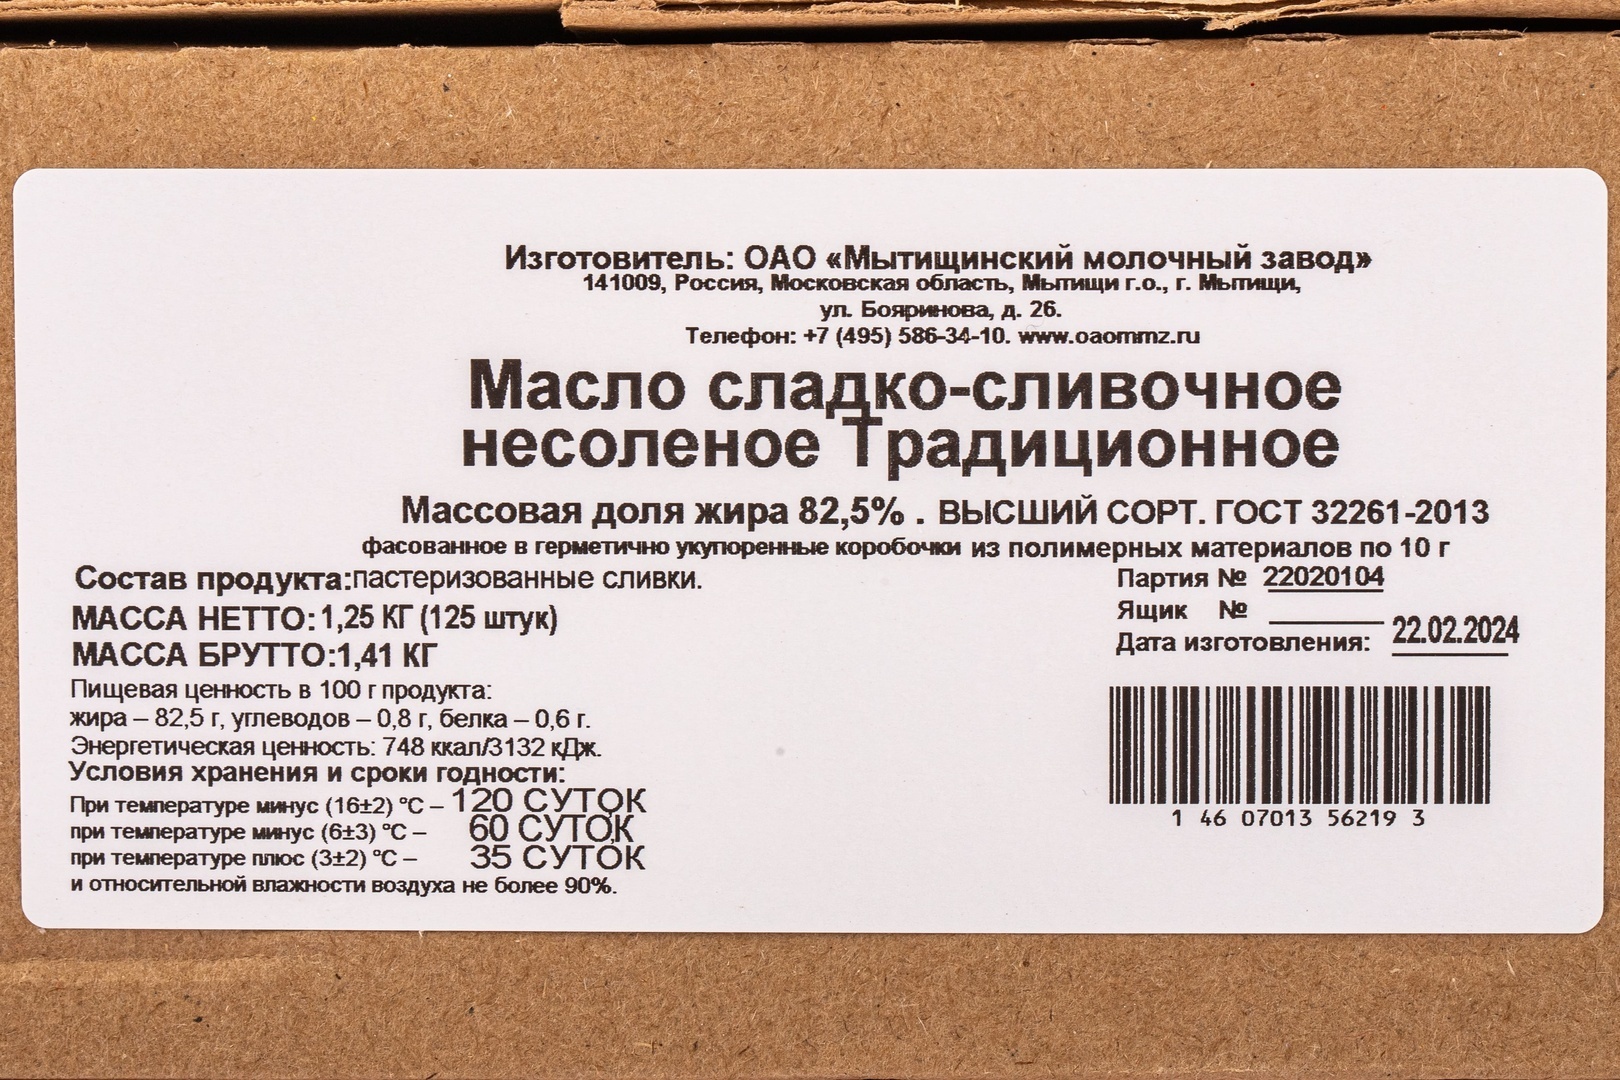 Изготовитель: ОАО «Мытищинский молочный завод»
141009, Россия, Московская область, Мытищи г.о., г. Мытищи,
ул. Бояринова, д. 26.
Телефон: +7 (495) 586-34-10. www.oaommz.ru
Масло сладко-сливочное
несоленое Традиционное
Массовая доля жира 82,5% . ВЫСШИЙ СОРТ. ГОСТ 32261-2013
фасованное в герметично укупоренные коробочки из полимерных материалов по 10 г
Состав продукта:пастеризованные сливки.
МАССА НЕТТО:1,25 КГ (125 штук)
МАССА БРУТТО:1,41 КГ
Пищевая ценность в 100 г продукта:
жира – 82,5 г, углеводов – 0,8 г, белка – 0,6 г.
Энергетическая ценность: 748 ккал/3132 кДж.
Условия хранения и сроки годности:
При температуре минус (16±2) °С – 120 СУТОК
при температуре минус (6±3) °С – 60 СУТОК
при температуре плюс (3±2) °С – 35 СУТОК
и относительной влажности воздуха не более 90%.
Партия № 22020104
Ящик №
Дата изготовления: 22.02.2024
1 46 07013 56219 3